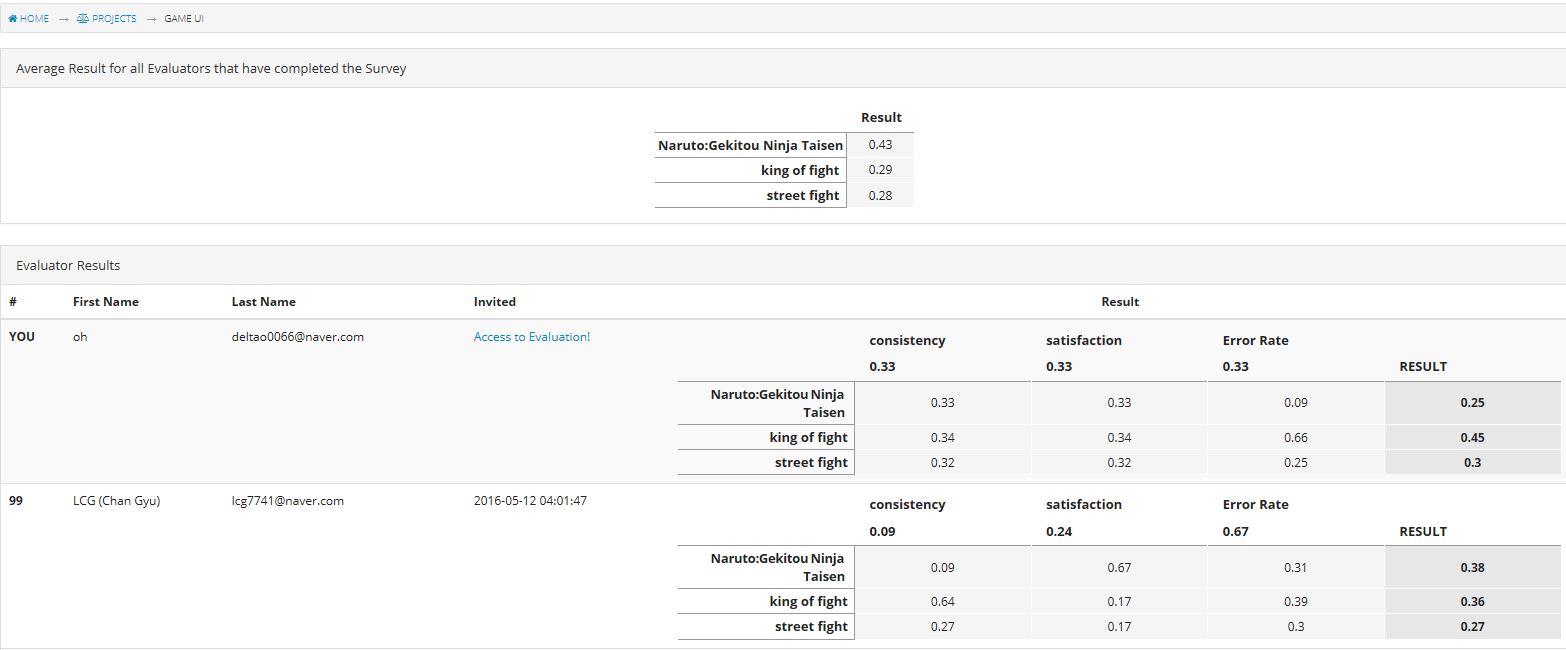 HOME → PROJECTS → GAME UI
Average Result for all Evaluators that have completed the Survey
Result
Naruto:Gekitou Ninja Taisen 0.43
king of fight 0.29
street fight 0.28
Evaluator Results
# First Name Last Name Invited Result
YOU oh deltao0066@naver.com Access to Evaluation!
consistency satisfaction Error Rate
0.33 0.33 0.33 RESULT
Naruto:Gekitou Ninja
Taisen 0.33 0.33 0.09 0.25
king of fight 0.34 0.34 0.66 0.45
street fight 0.32 0.32 0.25 0.3
99 LCG (Chan Gyu) lcg7741@naver.com 2016-05-12 04:01:47
consistency satisfaction Error Rate
0.09 0.24 0.67 RESULT
Naruto:Gekitou Ninja
Taisen 0.09 0.67 0.31 0.38
king of fight 0.64 0.17 0.39 0.36
street fight 0.27 0.17 0.3 0.27